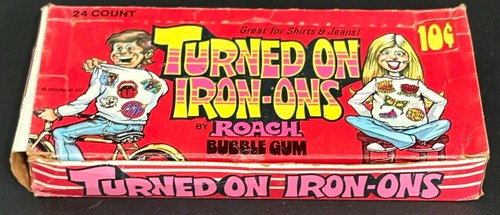 24 COUNT
Great for Shirts & Jeans!
10¢
TURNED ON
IRON-ONS
BY ROACH
BUBBLE GUM
TURNED ON IRON-ONS